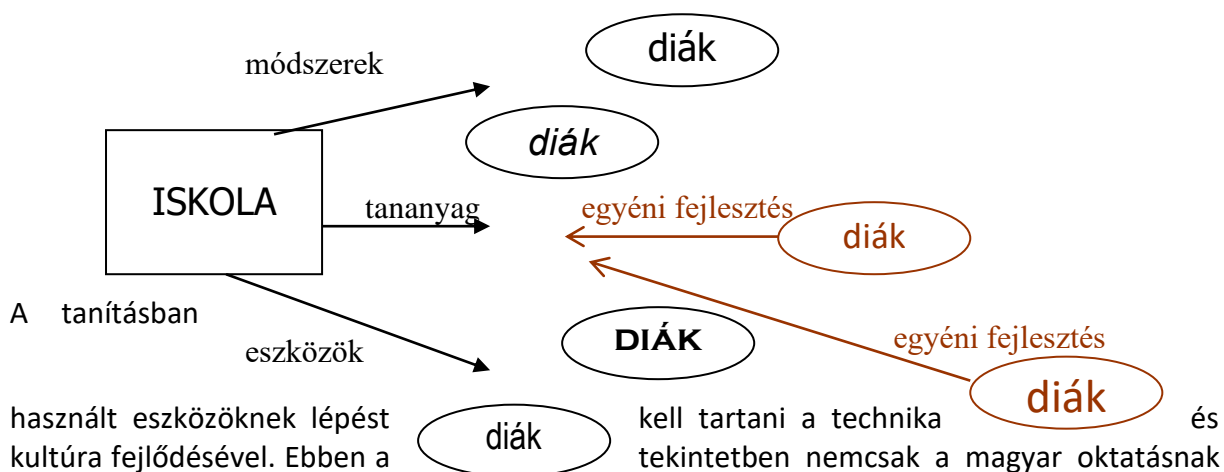 diák
módszerek
diák
ISKOLA
tananyag
egyéni fejlesztés
diák
A tanításban
DIÁK
egyéni fejlesztés
eszközök
diák
használt eszközöknek lépést kell tartani a technika és
diák
kultúra fejlődésével. Ebben a tekintetben nemcsak a magyar oktatásnak